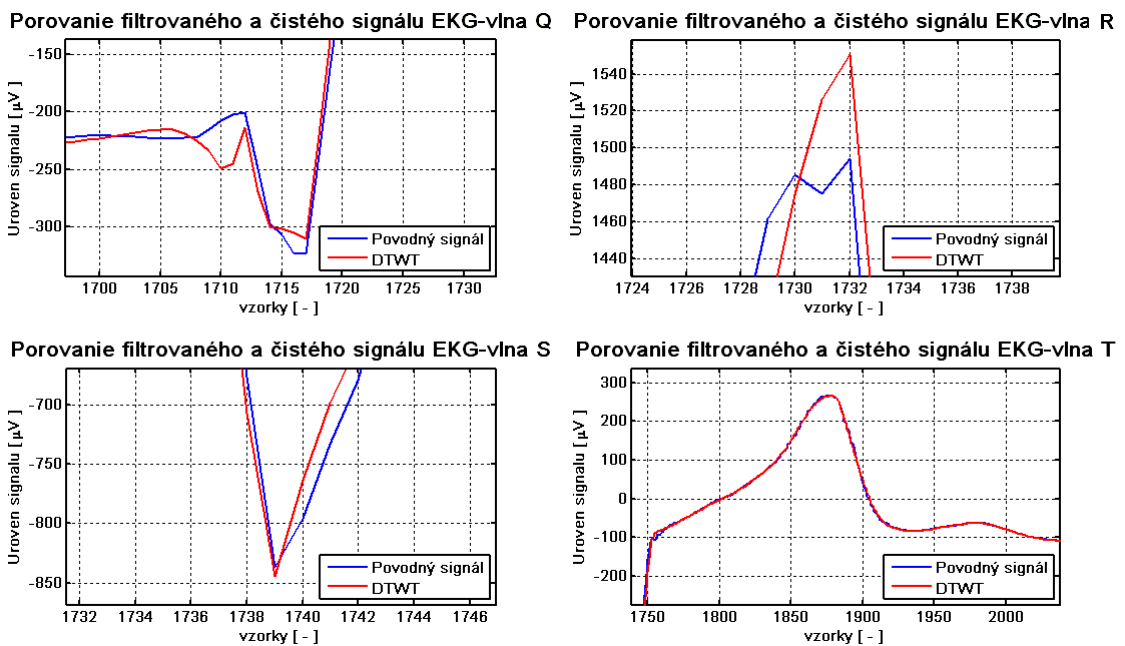 Porovanie filtrovaného a čistého signálu EKG-vlna Q
Uroven signalu [ μV ]
-150
-200
-250
-300
Povodný signál
DTWT
1700 1705 1710 1715 1720 1725 1730
vzorky [ - ]
Porovanie filtrovaného a čistého signálu EKG-vlna R
Uroven signalu [ μV ]
1540
1520
1500
1480
1460
1440
Povodný signál
DTWT
1724 1726 1728 1730 1732 1734 1736 1738
vzorky [ - ]
Porovanie filtrovaného a čistého signálu EKG-vlna S
Uroven signalu [ μV ]
-700
-750
-800
-850
Povodný signál
DTWT
1732 1734 1736 1738 1740 1742 1744 1746
vzorky [ - ]
Porovanie filtrovaného a čistého signálu EKG-vlna T
Uroven signalu [ μV ]
300
200
100
0
-100
-200
Povodný signál
DTWT
1750 1800 1850 1900 1950 2000
vzorky [ - ]